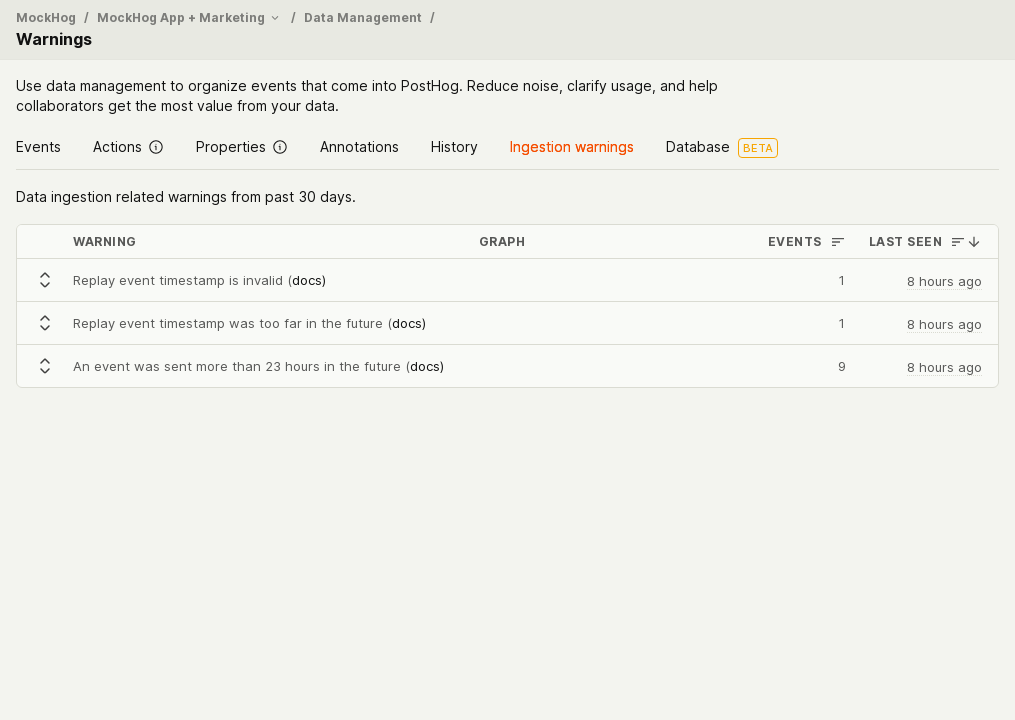 MockHog / MockHog App + Marketing / Data Management /
Warnings
Use data management to organize events that come into PostHog. Reduce noise, clarify usage, and help
collaborators get the most value from your data.
Events Actions Properties Annotations History Ingestion warnings Database BETA
Data ingestion related warnings from past 30 days.
WARNING GRAPH EVENTS LAST SEEN
Replay event timestamp is invalid (docs) 1 8 hours ago
Replay event timestamp was too far in the future (docs) 1 8 hours ago
An event was sent more than 23 hours in the future (docs) 9 8 hours ago